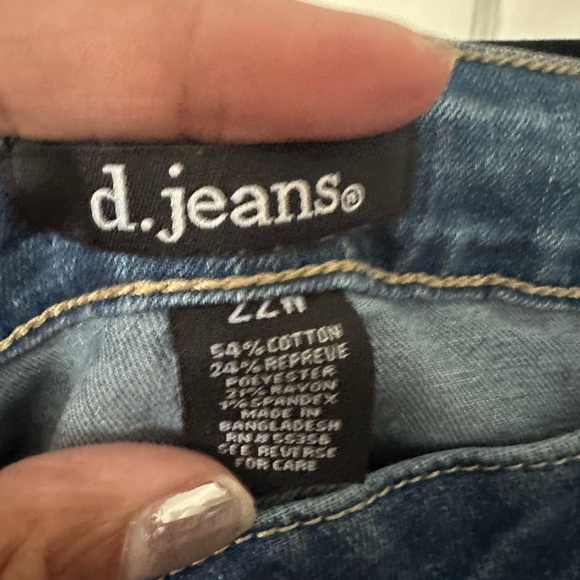 d.jeans®
22W
54% COTTON
24% REPREVE
POLYESTER
21% RAYON
1% SPANDEX
MADE IN
BANGLADESH
RN # 55356
SEE REVERSE
FOR CARE